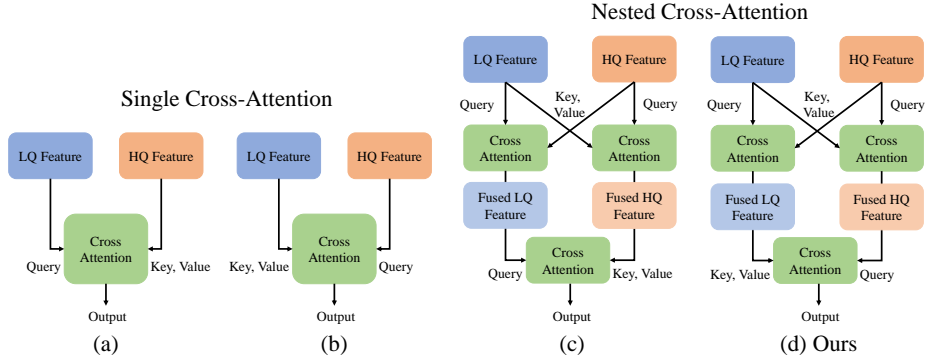 Nested Cross-Attention
Single Cross-Attention
LQ Feature
HQ Feature
Cross
Attention
Query
Key, Value
Output
(a)
LQ Feature
HQ Feature
Cross
Attention
Key, Value
Query
Output
(b)
LQ Feature
HQ Feature
Query
Key,
Value
Query
Cross
Attention
Cross
Attention
Fused LQ
Feature
Fused HQ
Feature
Cross
Attention
Query
Key, Value
Output
(c)
LQ Feature
HQ Feature
Query
Key,
Value
Query
Cross
Attention
Cross
Attention
Fused LQ
Feature
Fused HQ
Feature
Cross
Attention
Key, Value
Query
Output
(d) Ours